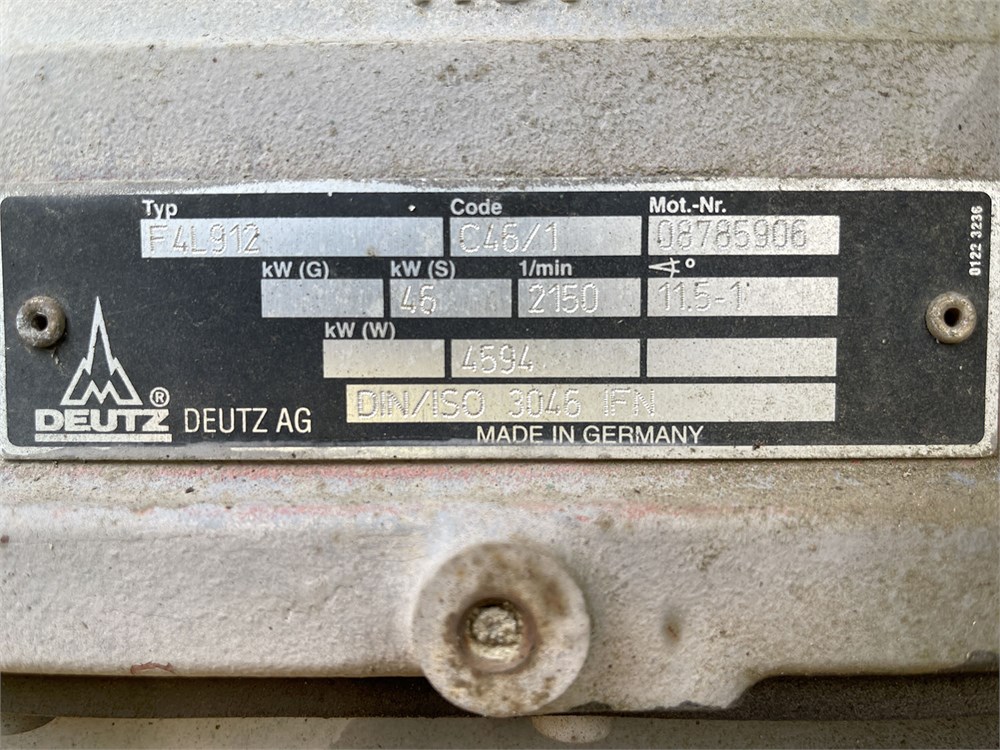 Typ Code Mot.-Nr.
F4L912 C46/1 08785906
kW (G) kW (S) 1/min °
46 2150 11.5-1
kW (W)
4594
DIN/ISO 3046 IFN
DEUTZ ® DEUTZ AG
MADE IN GERMANY
0122 3236